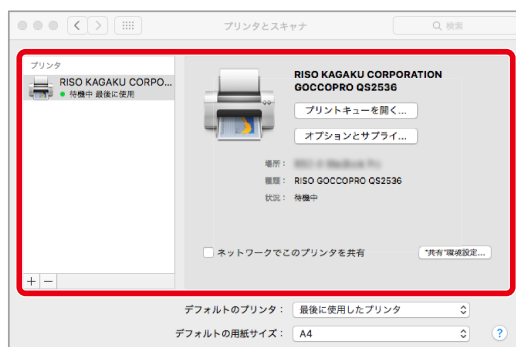 プリンタとスキャナ
検索
プリンタ
RISO KAGAKU CORPO...
待機中 最後に使用
RISO KAGAKU CORPORATION
GOCCOPRO QS2536
プリントキューを開く...
オプションとサプライ...
場所：
種類： RISO GOCCOPRO QS2536
状況： 待機中
ネットワークでこのプリンタを共有
"共有"環境設定...
+ −
デフォルトのプリンタ： 最後に使用したプリンタ
デフォルトの用紙サイズ： A4
?